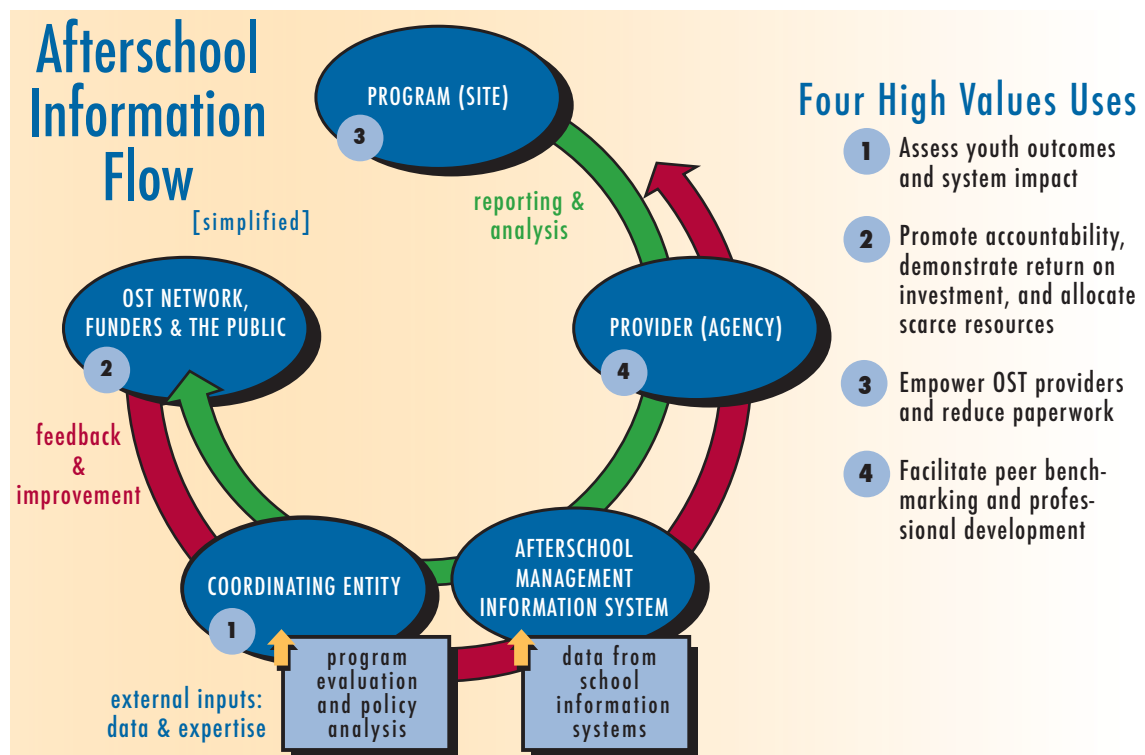 Afterschool
Information
Flow
[simplified]
PROGRAM (SITE)
3
reporting &
analysis
OST NETWORK,
FUNDERS & THE PUBLIC
2
PROVIDER (AGENCY)
4
feedback
&
improvement
COORDINATING ENTITY
1
AFTERSCHOOL
MANAGEMENT
INFORMATION SYSTEM
external inputs:
data & expertise
program
evaluation
and policy
analysis
data from
school
information
systems
Four High Values Uses
1 Assess youth outcomes
and system impact
2 Promote accountability,
demonstrate return on
investment, and allocate
scarce resources
3 Empower OST providers
and reduce paperwork
4 Facilitate peer bench-
marking and profes-
sional development